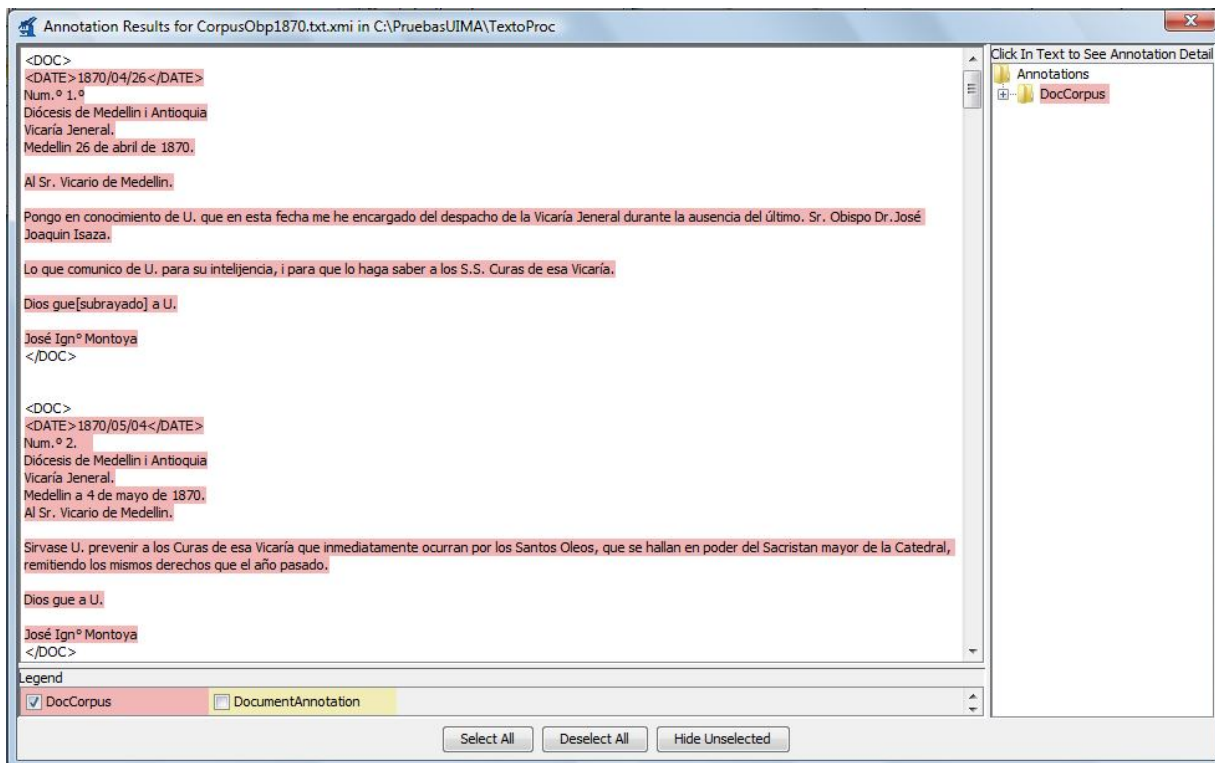 Annotation Results for CorpusObp1870.txt.xmi in C:\PruebasUIMA\TextoProc
<DOC>
<DATE>1870/04/26</DATE>
Num.º 1.º
Diócesis de Medellin i Antioquia
Vicaría Jeneral.
Medellin 26 de abril de 1870.
Al Sr. Vicario de Medellin.
Pongo en conocimiento de U. que en esta fecha me he encargado del despacho de la Vicaría Jeneral durante la ausencia del último. Sr. Obispo Dr.José
Joaquin Isaza.
Lo que comunico de U. para su intelijencia, i para que lo haga saber a los S.S. Curas de esa Vicaría.
Dios gue[subrayado] a U.
José Ignº Montoya
</DOC>
<DOC>
<DATE>1870/05/04</DATE>
Num.º 2.
Diócesis de Medellin i Antioquia
Vicaría Jeneral.
Medellin a 4 de mayo de 1870.
Al Sr. Vicario de Medellin.
Sirvase U. prevenir a los Curas de esa Vicaría que inmediatamente ocurran por los Santos Oleos, que se hallan en poder del Sacristan mayor de la Catedral,
remitiendo los mismos derechos que el año pasado.
Dios gue a U.
José Ignº Montoya
</DOC>
Click In Text to See Annotation Detail
Annotations
DocCorpus
Legend
DocCorpus
DocumentAnnotation
Select All
Deselect All
Hide Unselected